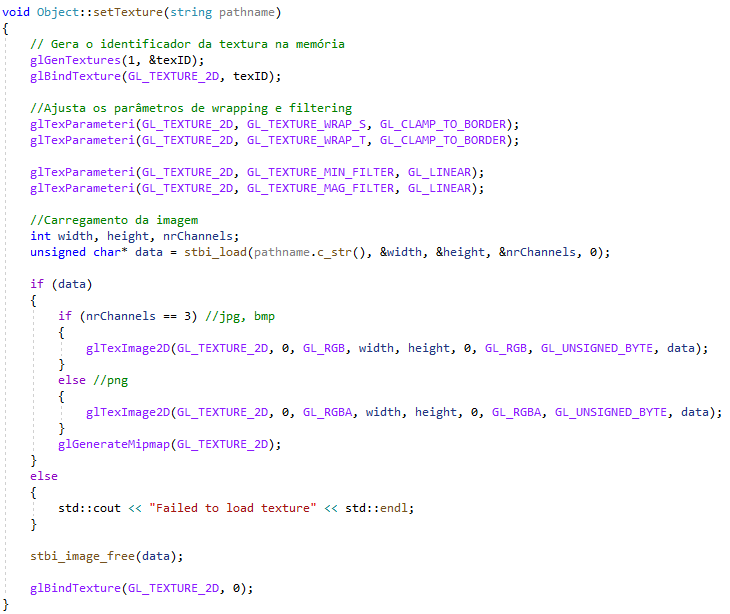 void Object::setTexture(string pathname)
{
// Gera o identificador da textura na memória
glGenTextures(1, &texID);
glBindTexture(GL_TEXTURE_2D, texID);
//Ajusta os parâmetros de wrapping e filtering
glTexParameteri(GL_TEXTURE_2D, GL_TEXTURE_WRAP_S, GL_CLAMP_TO_BORDER);
glTexParameteri(GL_TEXTURE_2D, GL_TEXTURE_WRAP_T, GL_CLAMP_TO_BORDER);
glTexParameteri(GL_TEXTURE_2D, GL_TEXTURE_MIN_FILTER, GL_LINEAR);
glTexParameteri(GL_TEXTURE_2D, GL_TEXTURE_MAG_FILTER, GL_LINEAR);
//Carregamento da imagem
int width, height, nrChannels;
unsigned char* data = stbi_load(pathname.c_str(), &width, &height, &nrChannels, 0);
if (data)
{
if (nrChannels == 3) //jpg, bmp
{
glTexImage2D(GL_TEXTURE_2D, 0, GL_RGB, width, height, 0, GL_RGB, GL_UNSIGNED_BYTE, data);
}
else //png
{
glTexImage2D(GL_TEXTURE_2D, 0, GL_RGBA, width, height, 0, GL_RGBA, GL_UNSIGNED_BYTE, data);
}
glGenerateMipmap(GL_TEXTURE_2D);
}
else
{
std::cout << "Failed to load texture" << std::endl;
}
stbi_image_free(data);
glBindTexture(GL_TEXTURE_2D, 0);
}